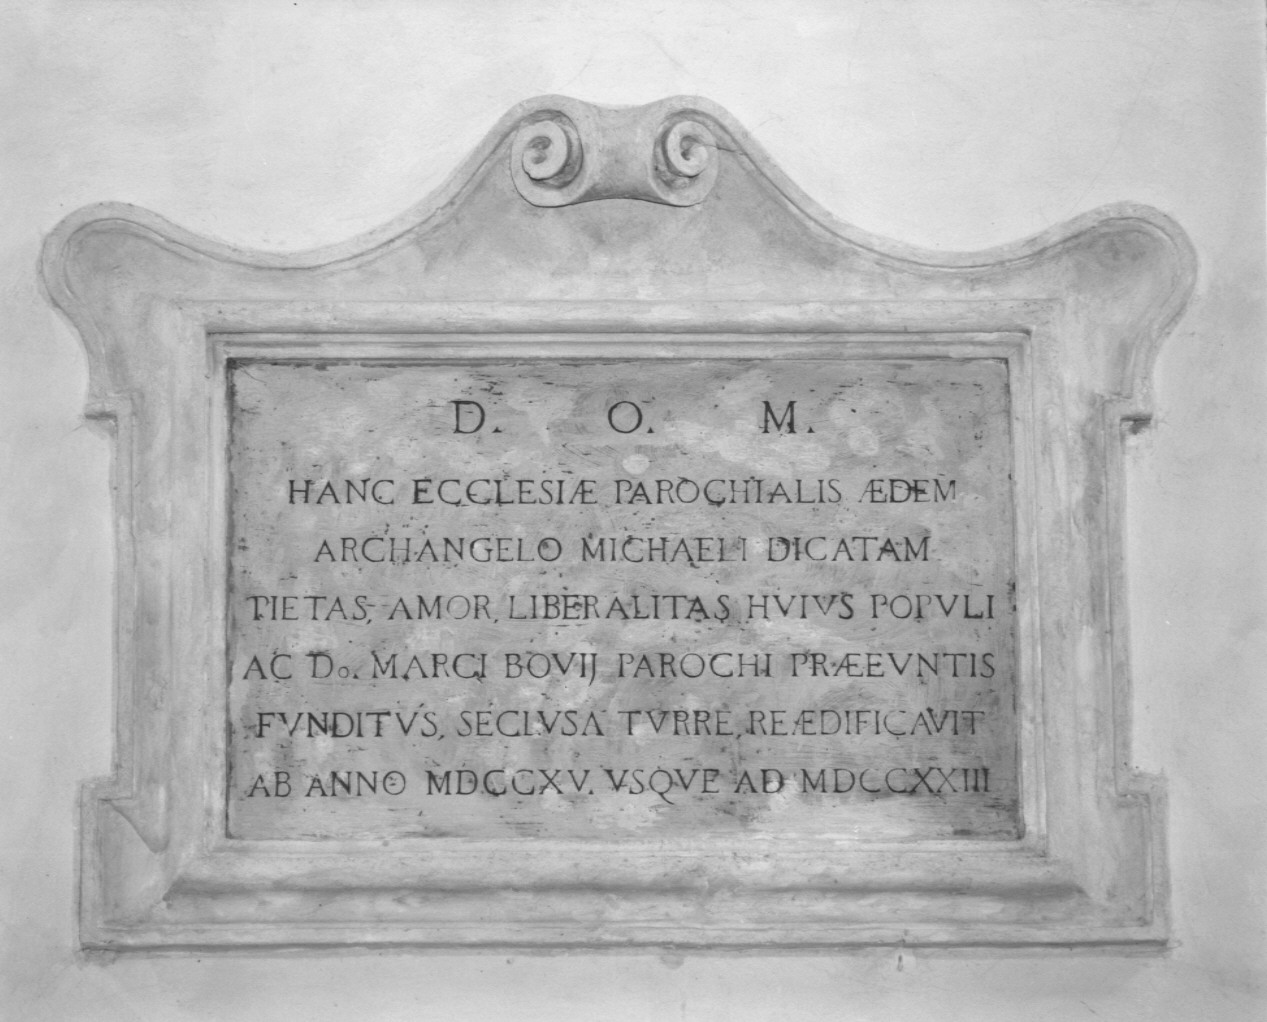 D. O. M.
HANC ECCLESIÆ PAROCHIALIS ÆDEM
ARCHANGELO MICHAELI DICATAM
PIETAS, AMOR, LIBERALITAS HVIVS POPVLI
AC Do. MARCI BOVIJ PAROCHI PRÆEVNTIS
FVNDITVS, SECLVSA TVRRE, REÆDIFICAVIT
AB ANNO MDCCXV. VSQVE AD MDCCXXIII